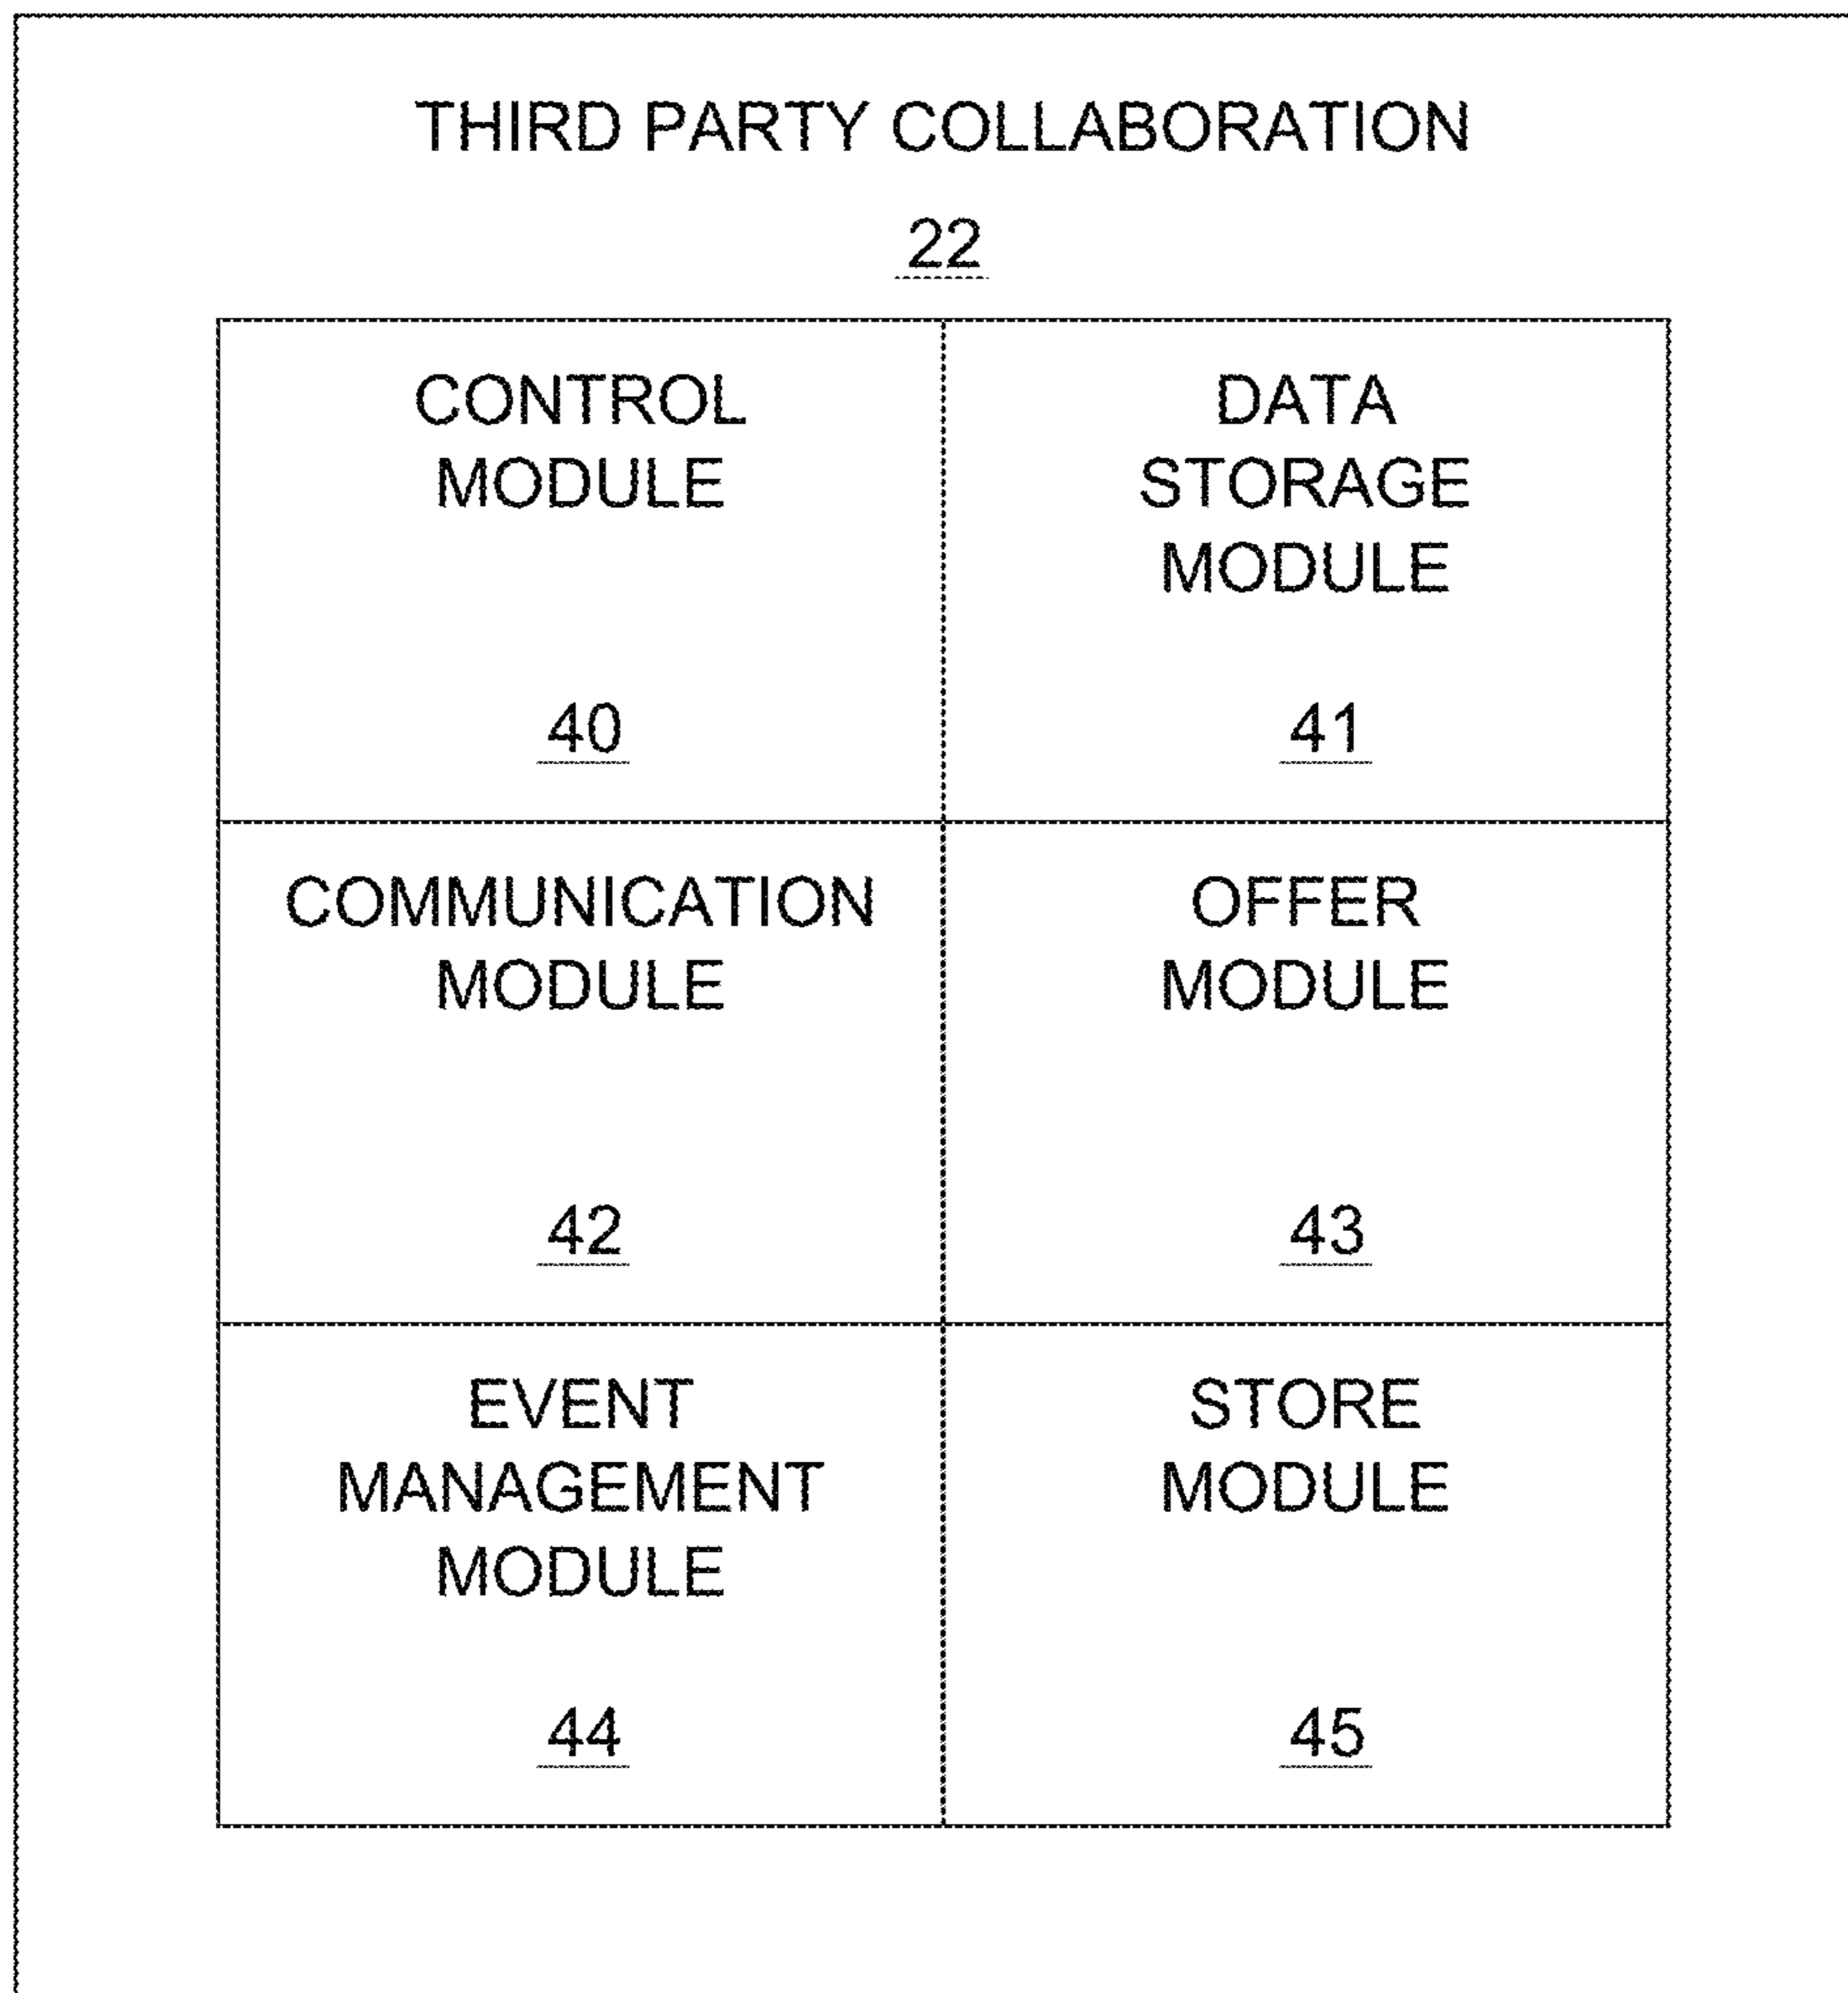 THIRD PARTY COLLABORATION
22
CONTROL
MODULE
40
DATA
STORAGE
MODULE
41
COMMUNICATION
MODULE
42
OFFER
MODULE
43
EVENT
MANAGEMENT
MODULE
44
STORE
MODULE
45